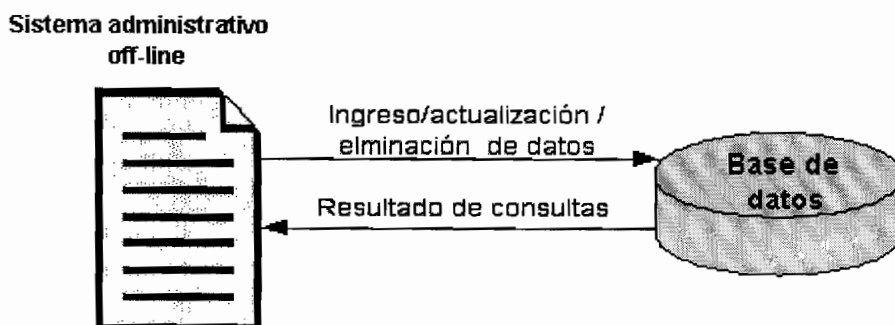 Sistema administrativo
off-line
Ingreso/actualización /
elminación de datos
Base de
datos
Resultado de consultas